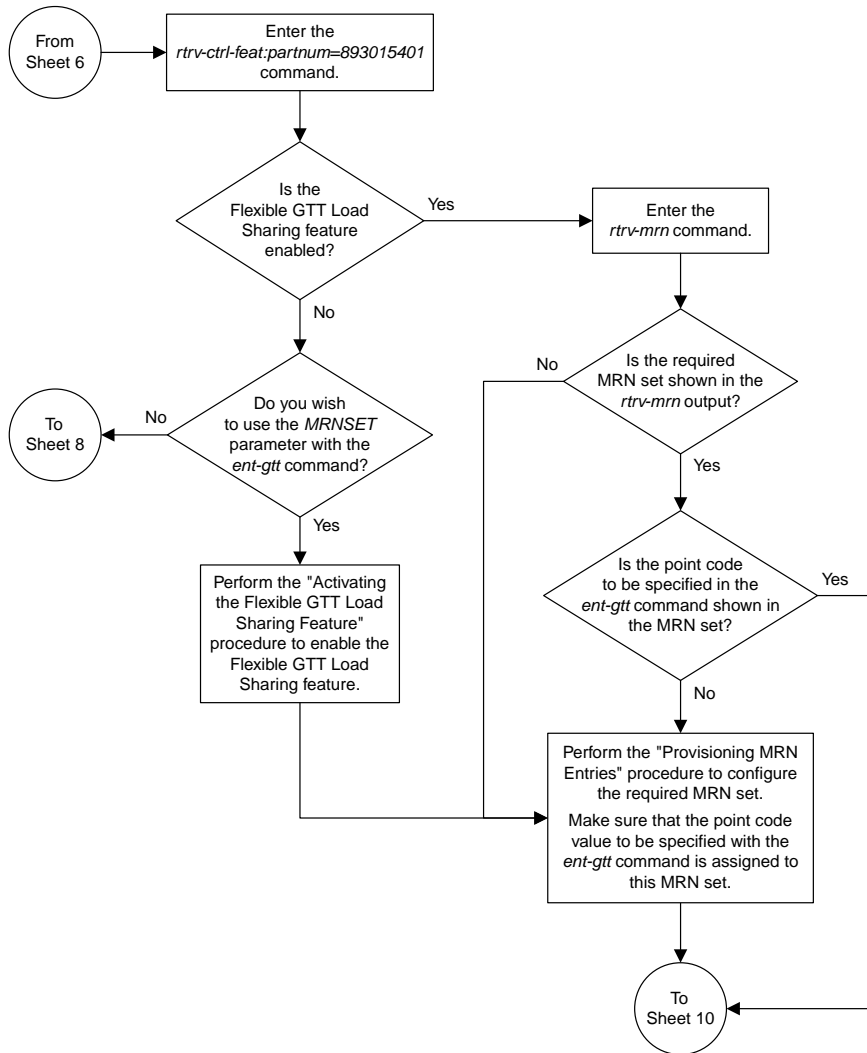 From
Sheet 6
Enter the
rtrv-ctrl-feat:partnum=893015401
command.
Is the
Flexible GTT Load
Sharing feature
enabled?
Yes
Enter the
rtrv-mrn command.
No
Do you wish
to use the MRNSET
parameter with the
ent-gtt command?
No
To
Sheet 8
Yes
Perform the "Activating
the Flexible GTT Load
Sharing Feature"
procedure to enable the
Flexible GTT Load
Sharing feature.
Is the required
MRN set shown in the
rtrv-mrn output?
No
Yes
Is the point code
to be specified in the
ent-gtt command shown in
the MRN set?
Yes
No
Perform the "Provisioning MRN
Entries" procedure to configure
the required MRN set.
Make sure that the point code
value to be specified with the
ent-gtt command is assigned to
this MRN set.
To
Sheet 10